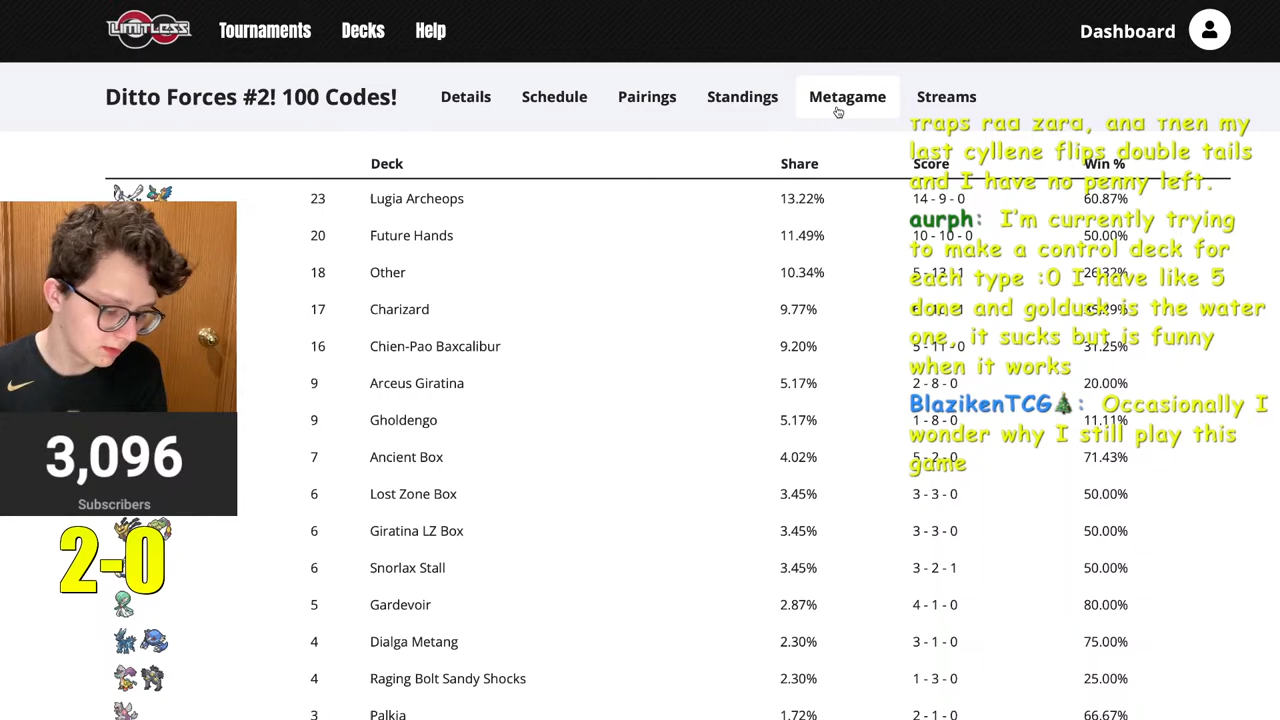 LIMITLESS Tournaments Decks Help Dashboard
Ditto Forces #2! 100 Codes! Details Schedule Pairings Standings Metagame Streams
Deck Share Score Win %
23 Lugia Archeops 13.22% 14 - 9 - 0 60.87%
20 Future Hands 11.49% 10 - 10 - 0 50.00%
18 Other 10.34% 5 - 13 - 1 26.32%
17 Charizard 9.77%
16 Chien-Pao Baxcalibur 9.20% 5 - 11 - 0 31.25%
9 Arceus Giratina 5.17% 2 - 8 - 0 20.00%
9 Gholdengo 5.17% 1 - 8 - 0 11.11%
7 Ancient Box 4.02% 5 - 2 - 0 71.43%
6 Lost Zone Box 3.45% 3 - 3 - 0 50.00%
6 Giratina LZ Box 3.45% 3 - 3 - 0 50.00%
6 Snorlax Stall 3.45% 3 - 2 - 1 50.00%
5 Gardevoir 2.87% 4 - 1 - 0 80.00%
4 Dialga Metang 2.30% 3 - 1 - 0 75.00%
4 Raging Bolt Sandy Shocks 2.30% 1 - 3 - 0 25.00%
3 Palkia 1.72% 2 - 1 - 0 66.67%
traps rad zard, and then my
last cyllene flips double tails
and I have no penny left.
aurph: I'm currently trying
to make a control deck for
each type :O I have like 5
done and golduck is the water
one, it sucks but is funny
when it works
BlazikenTCG🎄: Occasionally I
wonder why I still play this
game
3,096
Subscribers
2-0